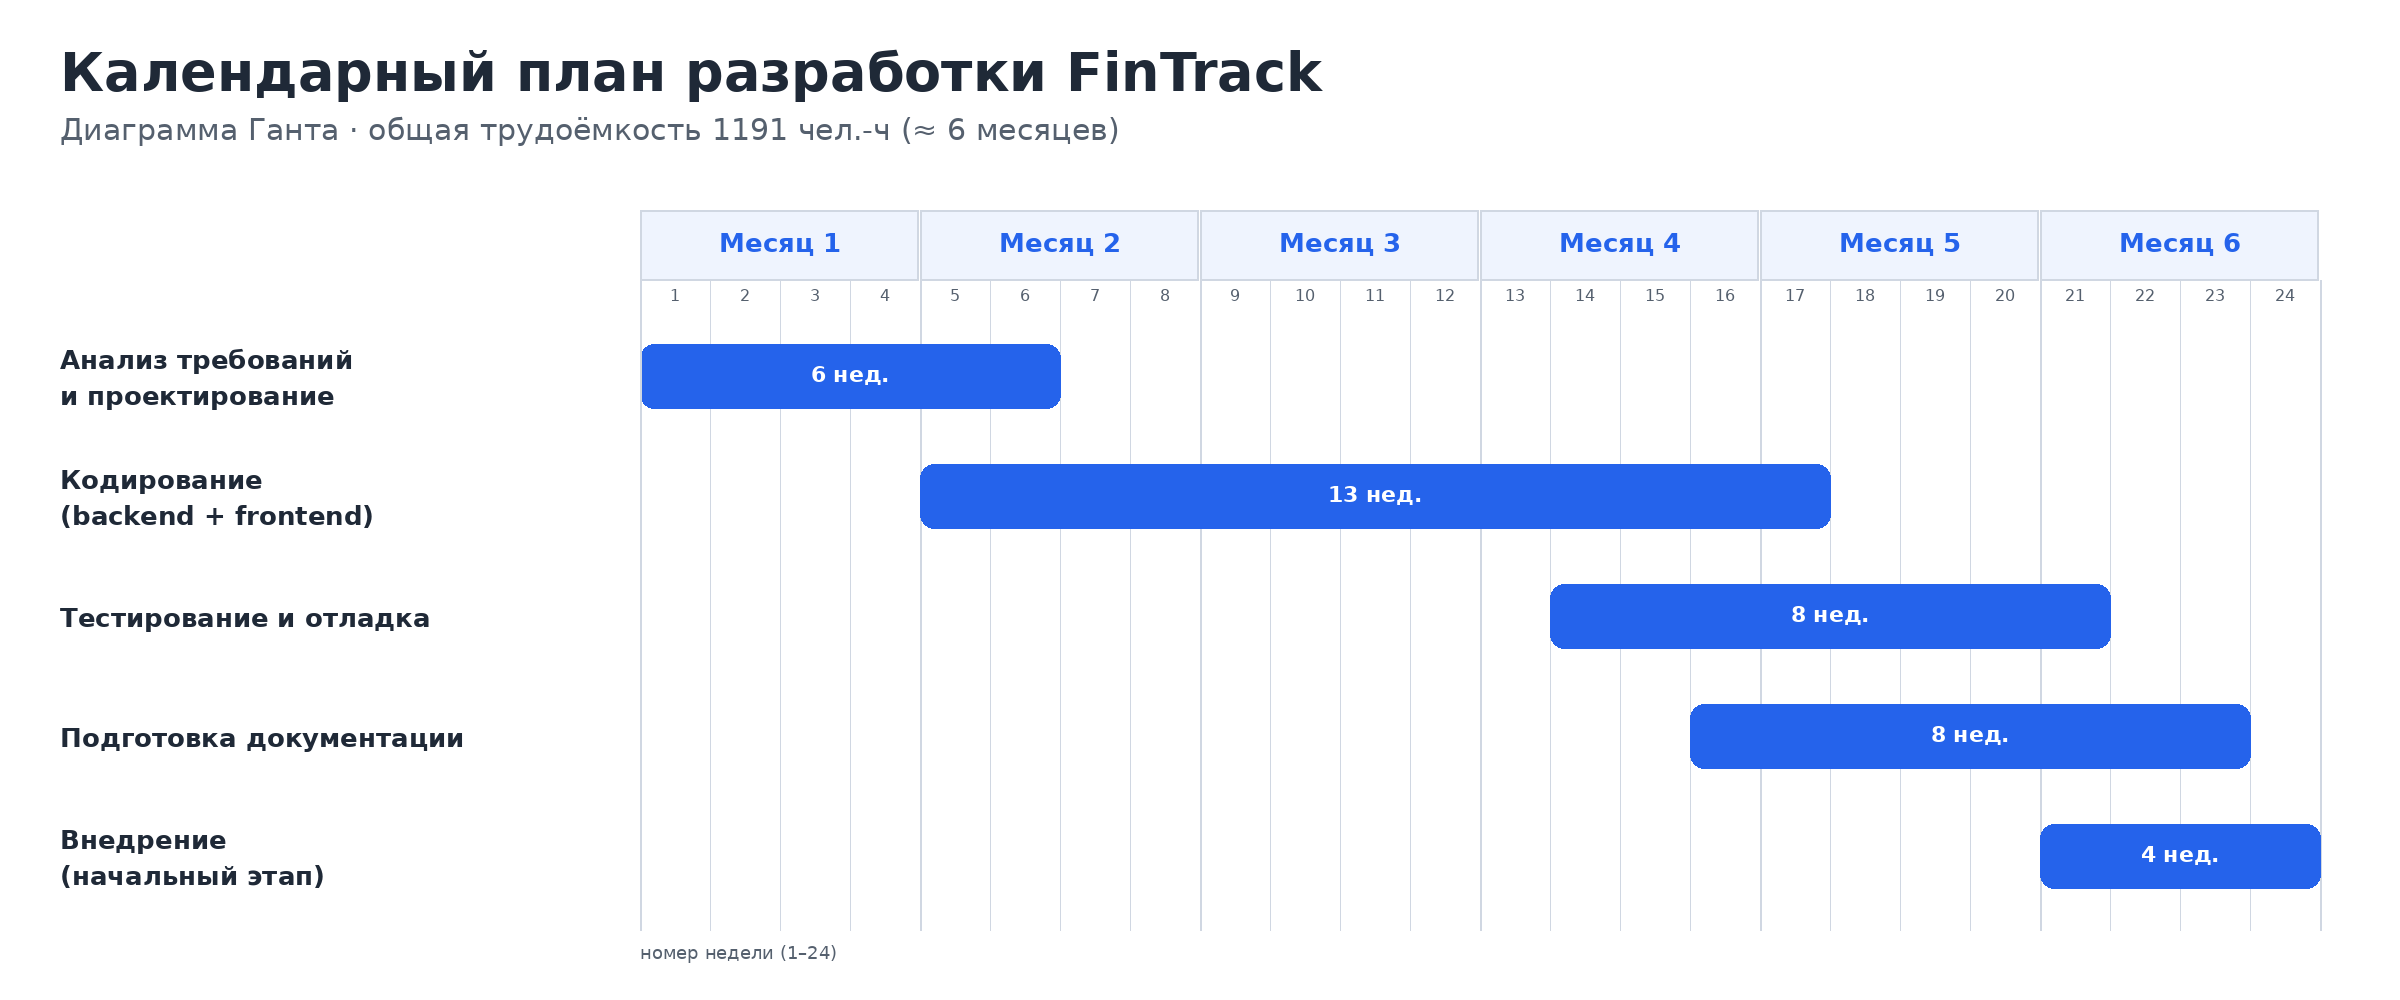 Календарный план разработки FinTrack
Диаграмма Ганта · общая трудоёмкость 1191 чел.-ч (≈ 6 месяцев)
Месяц 1 Месяц 2 Месяц 3 Месяц 4 Месяц 5 Месяц 6
1 2 3 4 5 6 7 8 9 10 11 12 13 14 15 16 17 18 19 20 21 22 23 24
Анализ требований
и проектирование
6 нед.
Кодирование
(backend + frontend)
13 нед.
Тестирование и отладка
8 нед.
Подготовка документации
8 нед.
Внедрение
(начальный этап)
4 нед.
номер недели (1–24)